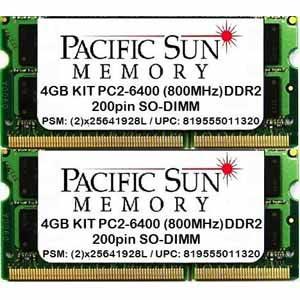 PACIFIC SUN
MEMORY
4GB KIT PC2-6400 (800MHz)DDR2
200pin SO-DIMM
PSM: (2)x25641928L / UPC: 819555011320
PACIFIC SUN
MEMORY
4GB KIT PC2-6400 (800MHz)DDR2
200pin SO-DIMM
PSM: (2)x25641928L / UPC: 819555011320